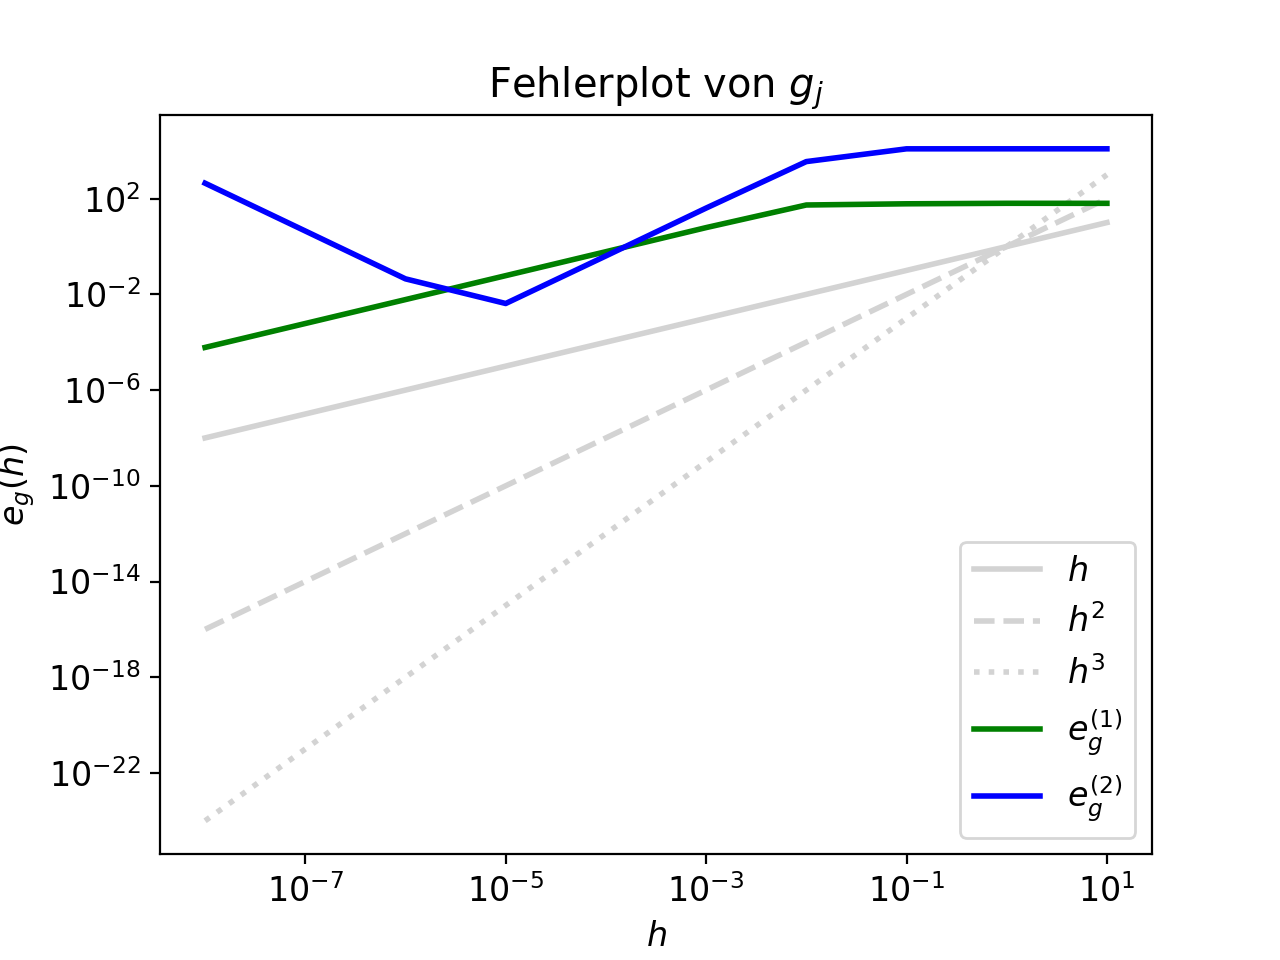 Fehlerplot von $g_j$
$e_g(h)$
$10^{2}$
$10^{-2}$
$10^{-6}$
$10^{-10}$
$10^{-14}$
$10^{-18}$
$10^{-22}$
$h$
$h^2$
$h^3$
$e_g^{(1)}$
$e_g^{(2)}$
$10^{-7}$ $10^{-5}$ $10^{-3}$ $10^{-1}$ $10^{1}$
$h$